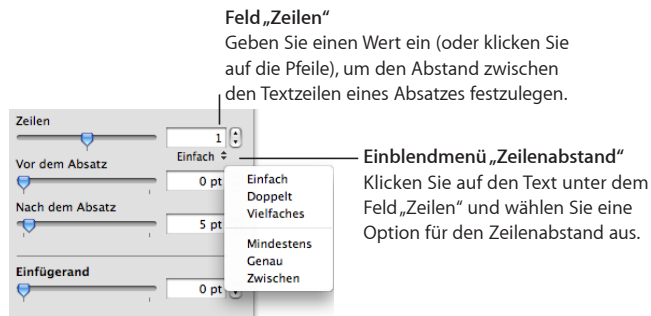 Feld „Zeilen“
Geben Sie einen Wert ein (oder klicken Sie
auf die Pfeile), um den Abstand zwischen
den Textzeilen eines Absatzes festzulegen.
Zeilen
1
Einfach
Vor dem Absatz
0 pt
Nach dem Absatz
5 pt
Einfügerand
0 pt
Einfach
Doppelt
Vielfaches
Mindestens
Genau
Zwischen
Einblendmenü „Zeilenabstand“
Klicken Sie auf den Text unter dem
Feld „Zeilen“ und wählen Sie eine
Option für den Zeilenabstand aus.